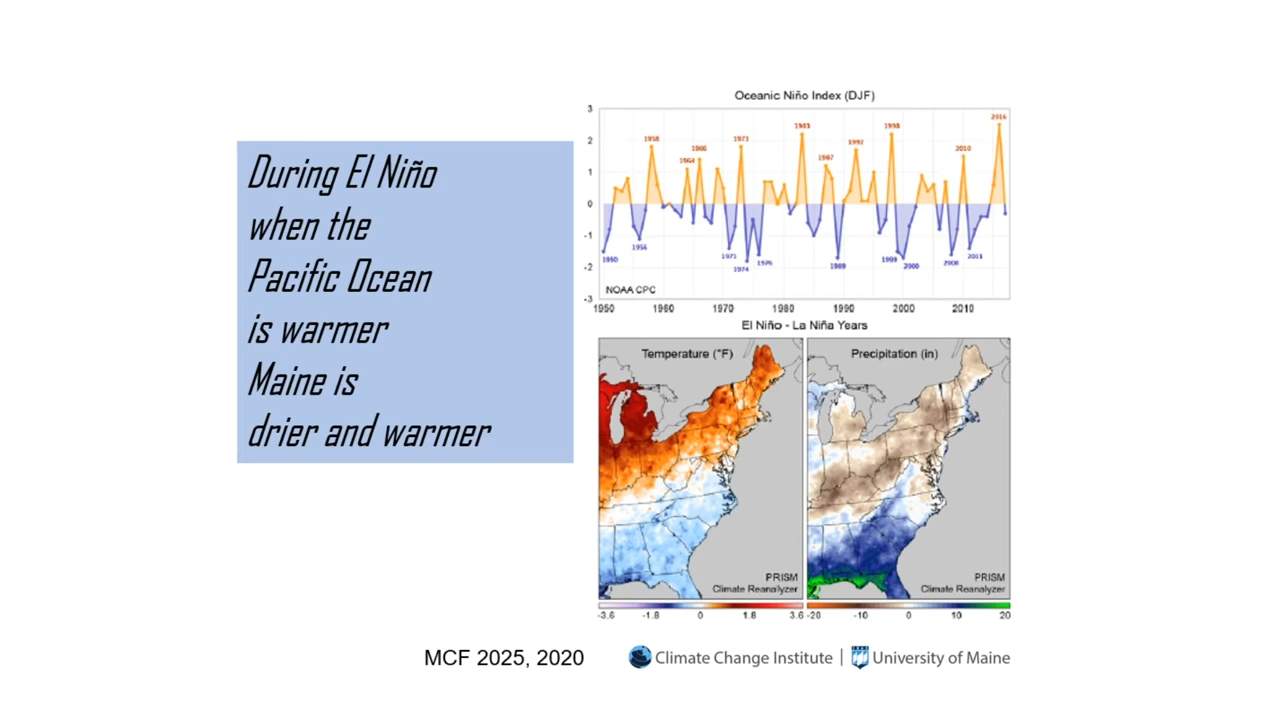 During El Niño
when the
Pacific Ocean
is warmer
Maine is
drier and warmer
Oceanic Niño Index (DJF)
3
2
1
0
-1
-2
-3
1958
1964
1966
1973
1983
1987
1992
1998
2010
2016
1950
1956
1971
1974
1976
1989
1999
2000
2008
2011
NOAA CPC
1950 1960 1970 1980 1990 2000 2010
El Niño - La Niña Years
Temperature (°F)
PRISM
Climate Reanalyzer
-3.6 -1.8 0 1.8 3.6
Precipitation (in)
PRISM
Climate Reanalyzer
-20 -10 0 10 20
MCF 2025, 2020
Climate Change Institute | University of Maine